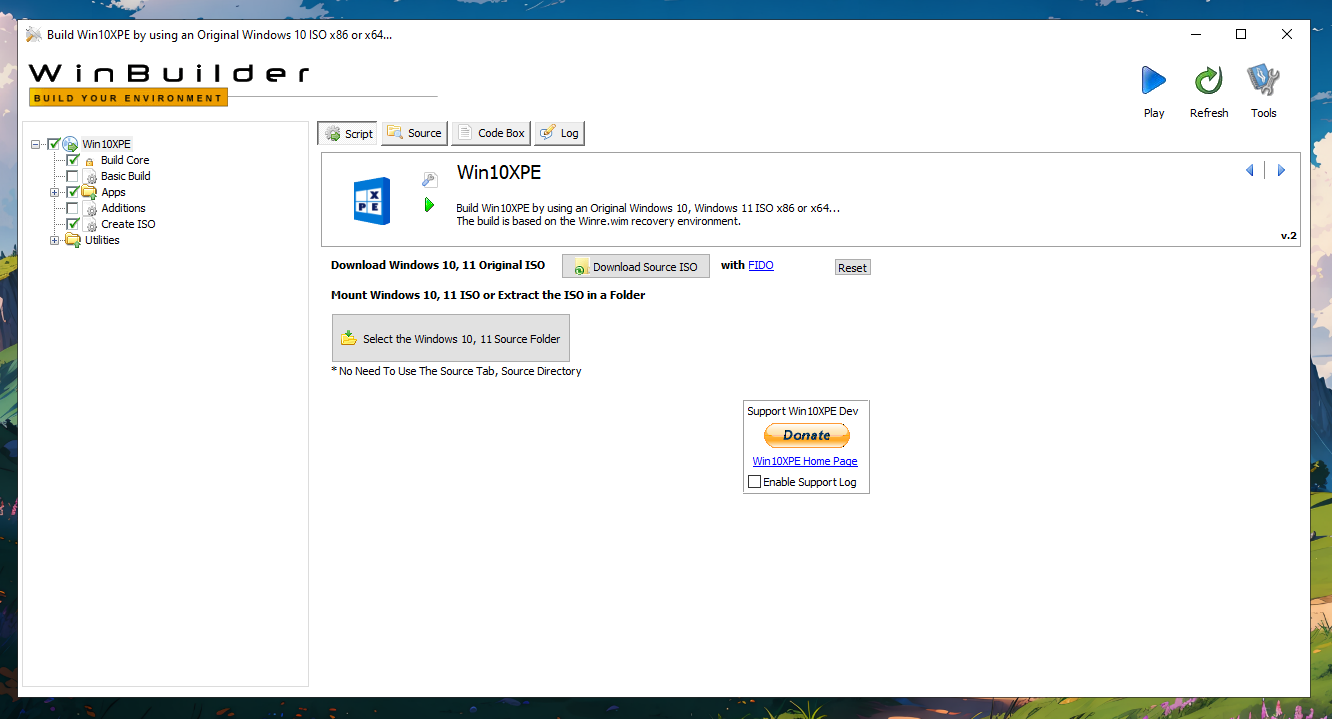 Build Win10XPE by using an Original Windows 10 ISO x86 or x64...
WinBuilder
BUILD YOUR ENVIRONMENT
Play
Refresh
Tools
Win10XPE
Build Core
Basic Build
Apps
Additions
Create ISO
Utilities
Script
Source
Code Box
Log
XPE
Win10XPE
Build Win10XPE by using an Original Windows 10, Windows 11 ISO x86 or x64...
The build is based on the Winre.wim recovery environment.
v.2
Download Windows 10, 11 Original ISO
Download Source ISO
with FIDO
Reset
Mount Windows 10, 11 ISO or Extract the ISO in a Folder
Select the Windows 10, 11 Source Folder
* No Need To Use The Source Tab, Source Directory
Support Win10XPE Dev
Donate
Win10XPE Home Page
Enable Support Log